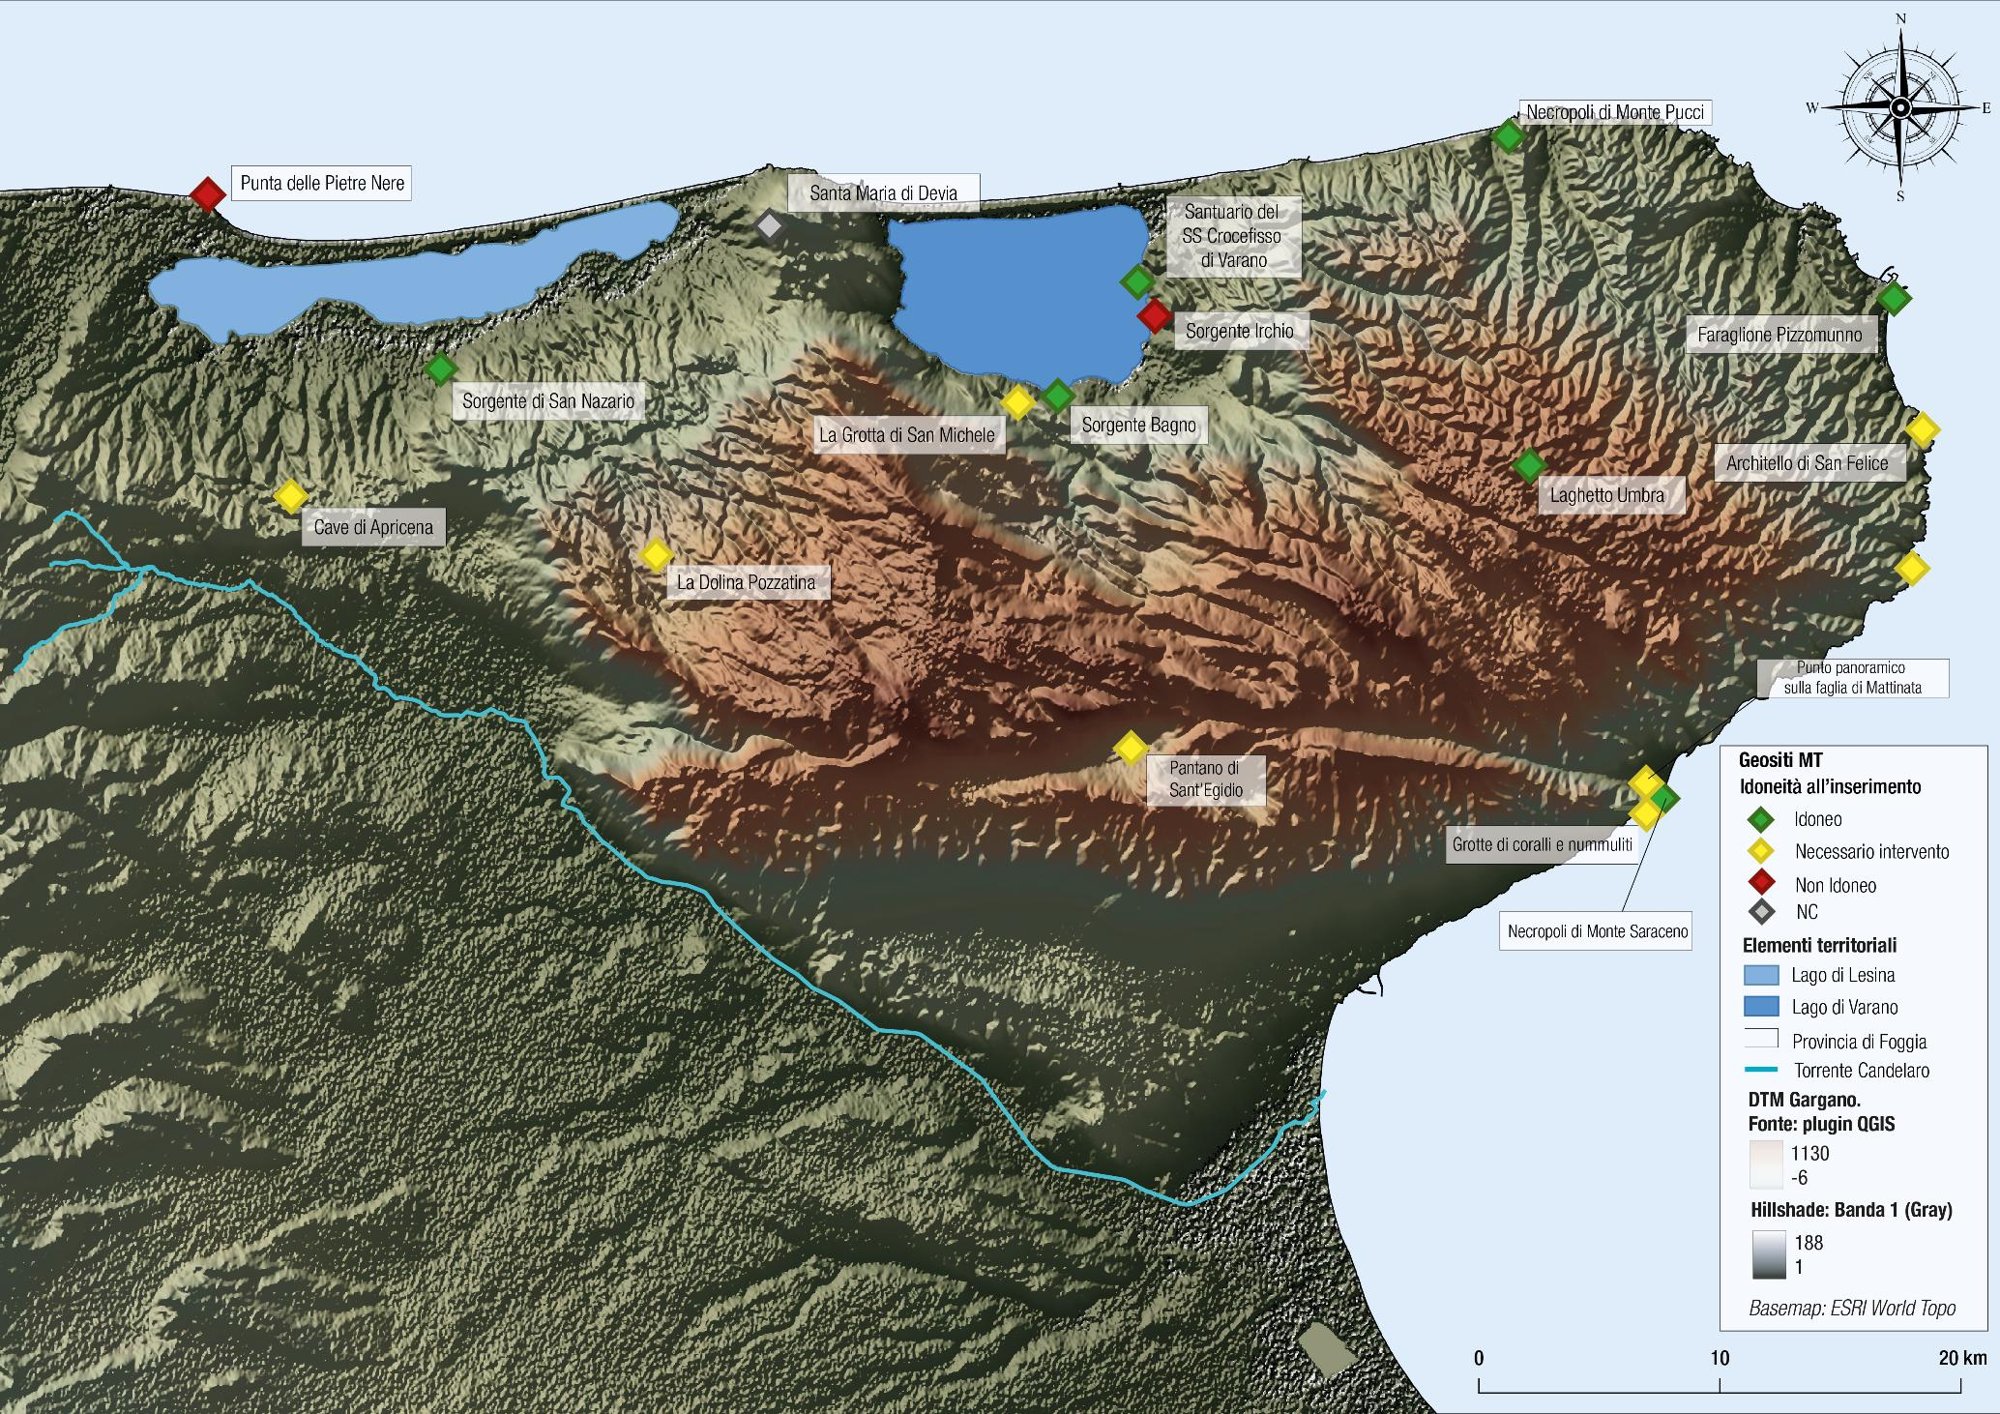 N
W
E
S
Necropoli di Monte Pucci
Punta delle Pietre Nere
Santa Maria di Devia
Santuario del
SS Crocefisso
di Varano
Sorgente Irchio
Faraglione Pizzomunno
Sorgente di San Nazario
La Grotta di San Michele
Sorgente Bagno
Architello di San Felice
Laghetto Umbra
Cave di Apricena
La Dolina Pozzatina
Punto panoramico
sulla faglia di Mattinata
Pantano di
Sant'Egidio
Grotte di coralli e nummuliti
Necropoli di Monte Saraceno
Geositi MT
Idoneità all'inserimento
Idoneo
Necessario intervento
Non Idoneo
NC
Elementi territoriali
Lago di Lesina
Lago di Varano
Provincia di Foggia
Torrente Candelaro
DTM Gargano.
Fonte: plugin QGIS
1130
-6
Hillshade: Banda 1 (Gray)
188
1
Basemap: ESRI World Topo
0 10 20 km